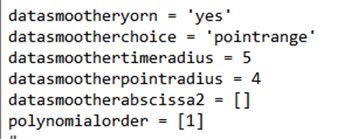 datasmootheryorn = 'yes'
datasmootherchoice = 'pointrange'
datasmoothertimeradius = 5
datasmootherpointradius = 4
datasmootherabscissa2 = []
polynomialorder = [1]